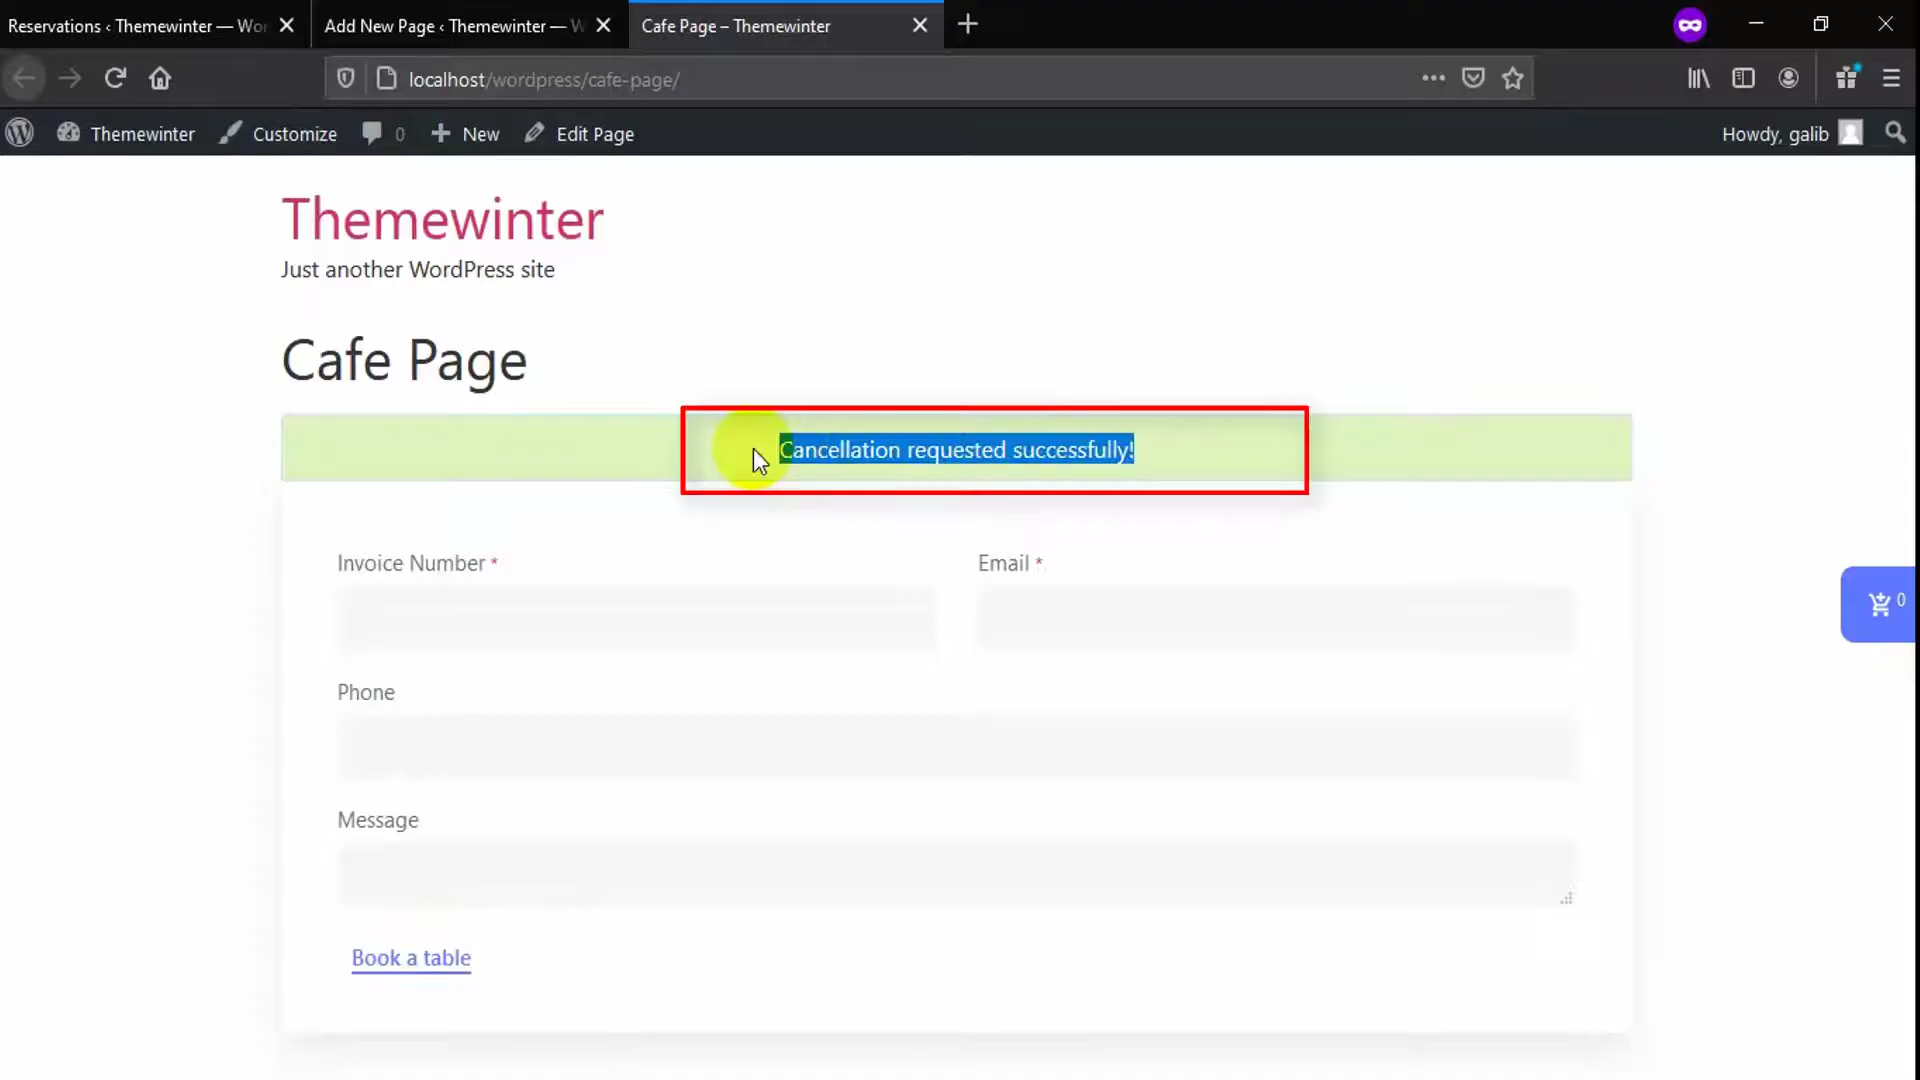 Reservations ‹ Themewinter — Wor
Add New Page ‹ Themewinter — W
Cafe Page – Themewinter
localhost/wordpress/cafe-page/
Themewinter
Customize
0
New
Edit Page
Howdy, galib
Themewinter
Just another WordPress site
Cafe Page
Cancellation requested successfully!
Invoice Number *
Email *
0
Phone
Message
Book a table